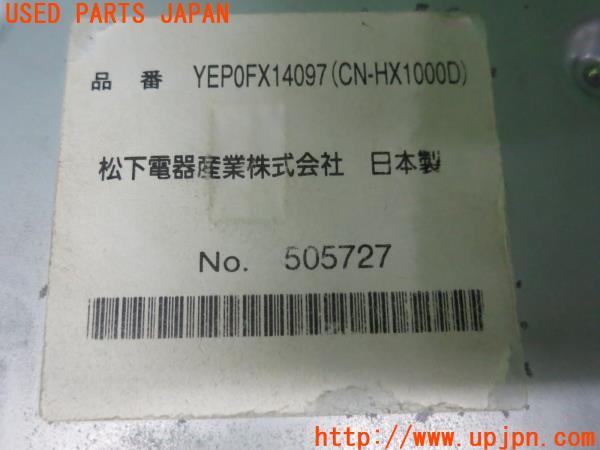 USED PARTS JAPAN
品 番 YEP0FX14097(CN-HX1000D)
松下電器産業株式会社 日本製
No. 505727
http://www.upjpn.com/